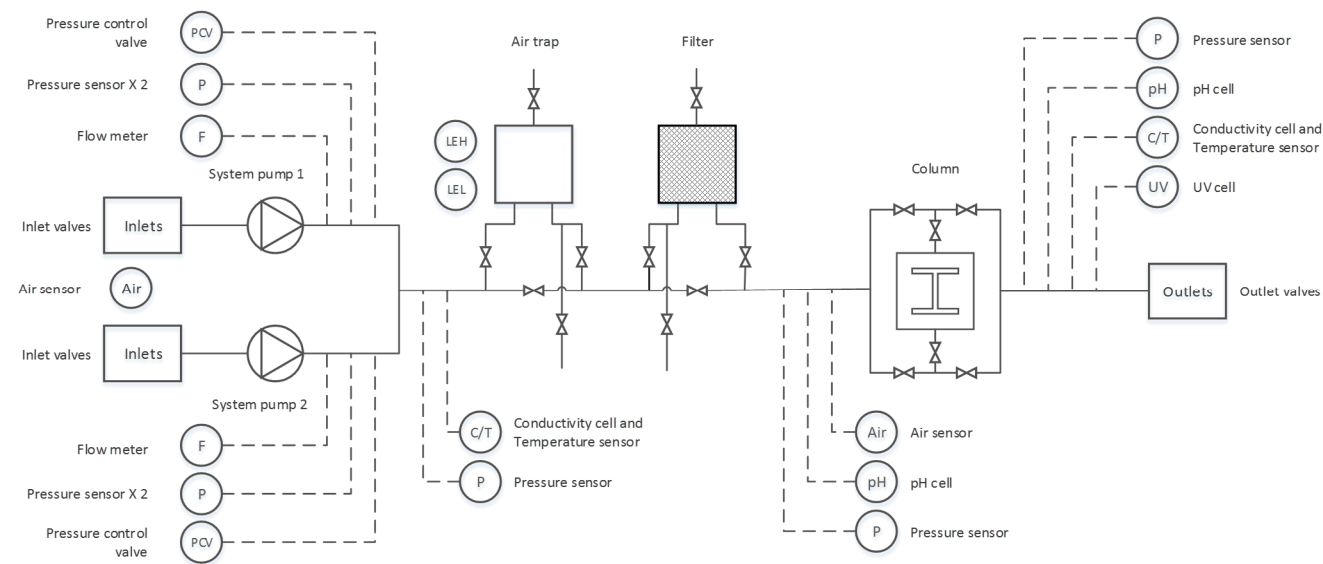 Pressure control
valve
PCV
Pressure sensor X 2
P
Flow meter
F
System pump 1
Inlet valves
Inlets
Air sensor
Air
Inlet valves
Inlets
System pump 2
Flow meter
F
Pressure sensor X 2
P
Pressure control
valve
PCV
Air trap
LEH
LEL
Filter
C/T
Conductivity cell and
Temperature sensor
P
Pressure sensor
Column
Air
Air sensor
pH
pH cell
P
Pressure sensor
P
Pressure sensor
pH
pH cell
C/T
Conductivity cell and
Temperature sensor
UV
UV cell
Outlets
Outlet valves